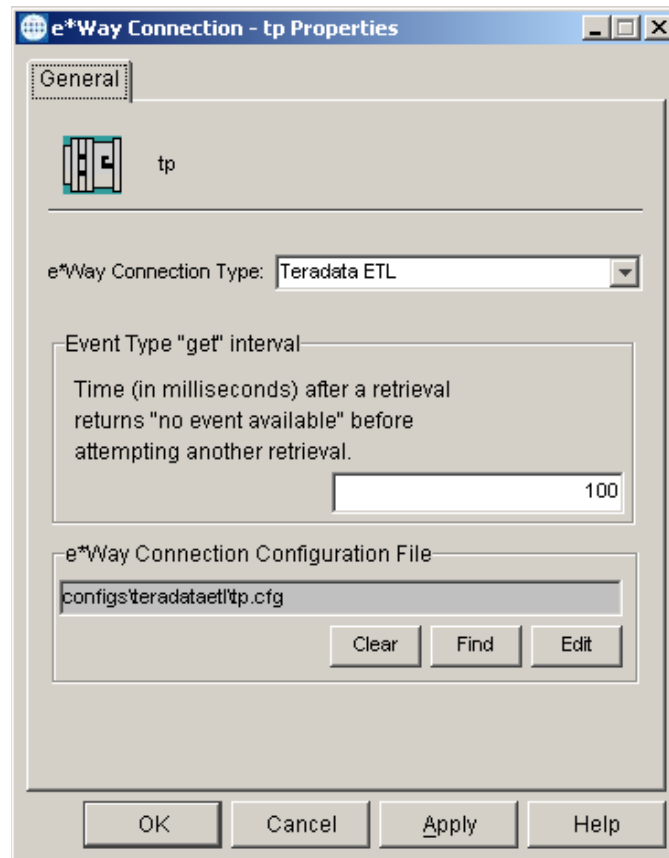 e*Way Connection - tp Properties
General
tp
e*Way Connection Type: Teradata ETL
Event Type "get" interval
Time (in milliseconds) after a retrieval
returns "no event available" before
attempting another retrieval.
100
e*Way Connection Configuration File
configs\teradataetl\tp.cfg
Clear Find Edit
OK Cancel Apply Help